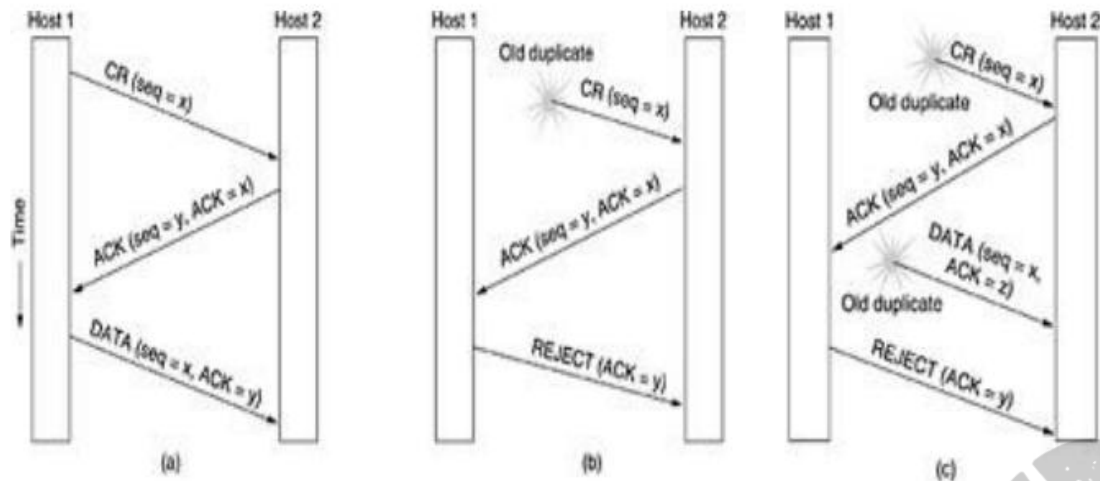 Host 1
Host 2
CR (seq = x)
ACK (seq = y, ACK = x)
DATA (seq = x, ACK = y)
Time
(a)
Host 1
Host 2
Old duplicate
CR (seq = x)
ACK (seq = y, ACK = x)
REJECT (ACK = y)
(b)
Host 1
Host 2
CR (seq = x)
Old duplicate
ACK (seq = y, ACK = x)
DATA (seq = x,
ACK = z)
Old duplicate
REJECT (ACK = y)
(c)